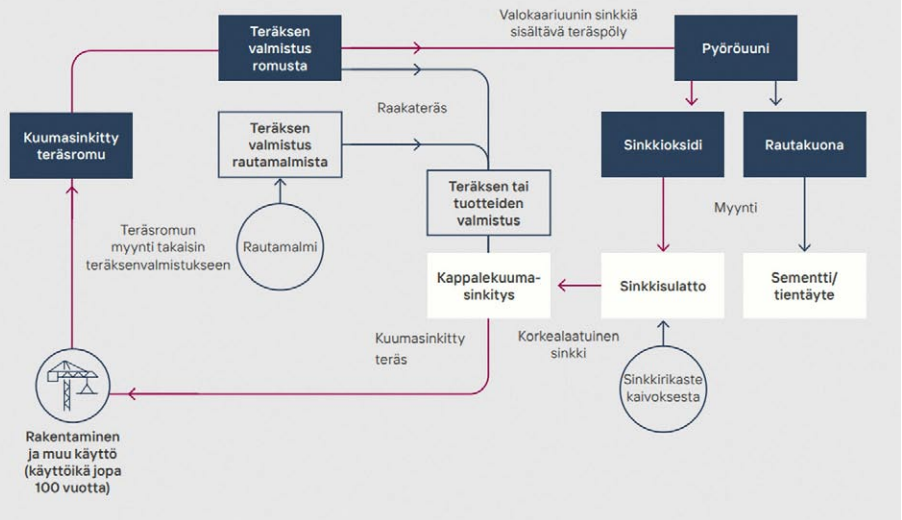 Valokaariuunin sinkkiä
sisältävä teräspöly
Teräksen
valmistus
romusta
Pyöröuuni
Raakateräs
Kuumasinkitty
teräsromu
Teräksen
valmistus
rautamalmista
Sinkkioksidi
Rautakuona
Teräksen tai
tuotteiden
valmistus
Myynti
Teräsromun
myynti takaisin
teräksenvalmistukseen
Rautamalmi
Kappalekuuma-
sinkitys
Sinkkisulatto
Sementti/
tientäyte
Kuumasinkitty
teräs
Korkealaatuinen
sinkki
Sinkkirikaste
kaivoksesta
Rakentaminen
ja muu käyttö
(käyttöikä jopa
100 vuotta)